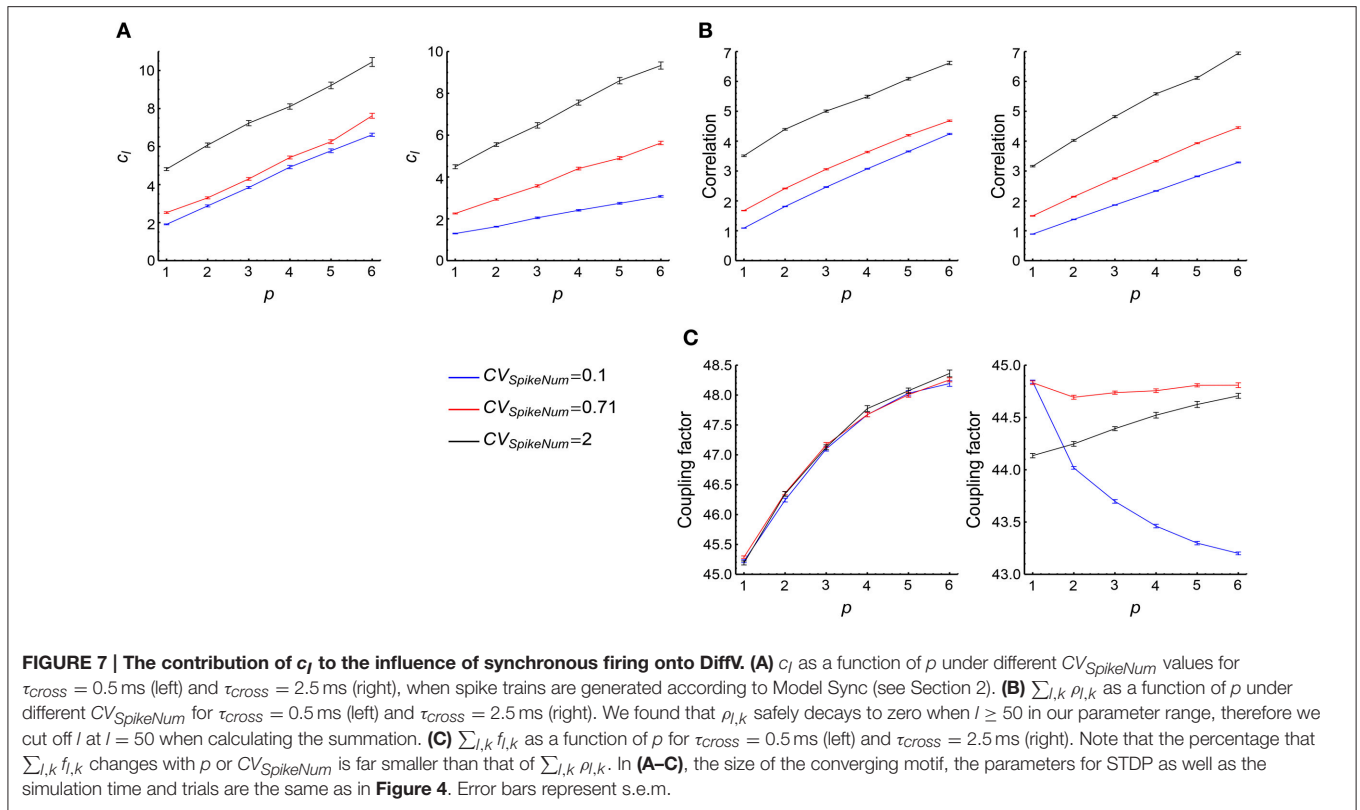 A
B
10
8
6
4
2
0
c_I
1 2 3 4 5 6
p
10
8
6
4
2
0
c_I
1 2 3 4 5 6
p
7
6
5
4
3
2
1
0
Correlation
1 2 3 4 5 6
p
7
6
5
4
3
2
1
0
Correlation
1 2 3 4 5 6
p
CV_SpikeNum=0.1
CV_SpikeNum=0.71
CV_SpikeNum=2
C
48.5
48.0
47.5
47.0
46.5
46.0
45.5
45.0
Coupling factor
1 2 3 4 5 6
p
45.0
44.5
44.0
43.5
43.0
Coupling factor
1 2 3 4 5 6
p
FIGURE 7 | The contribution of c_I to the influence of synchronous firing onto DiffV. (A) c_I as a function of p under different CV_SpikeNum values for
τ_cross = 0.5 ms (left) and τ_cross = 2.5 ms (right), when spike trains are generated according to Model Sync (see Section 2). (B) ∑_l,k ρ_l,k as a function of p under
different CV_SpikeNum for τ_cross = 0.5 ms (left) and τ_cross = 2.5 ms (right). We found that ρ_l,k safely decays to zero when l ≥ 50 in our parameter range, therefore we
cut off l at l = 50 when calculating the summation. (C) ∑_l,k f_l,k as a function of p for τ_cross = 0.5 ms (left) and τ_cross = 2.5 ms (right). Note that the percentage that
∑_l,k f_l,k changes with p or CV_SpikeNum is far smaller than that of ∑_l,k ρ_l,k. In (A–C), the size of the converging motif, the parameters for STDP as well as the
simulation time and trials are the same as in Figure 4. Error bars represent s.e.m.